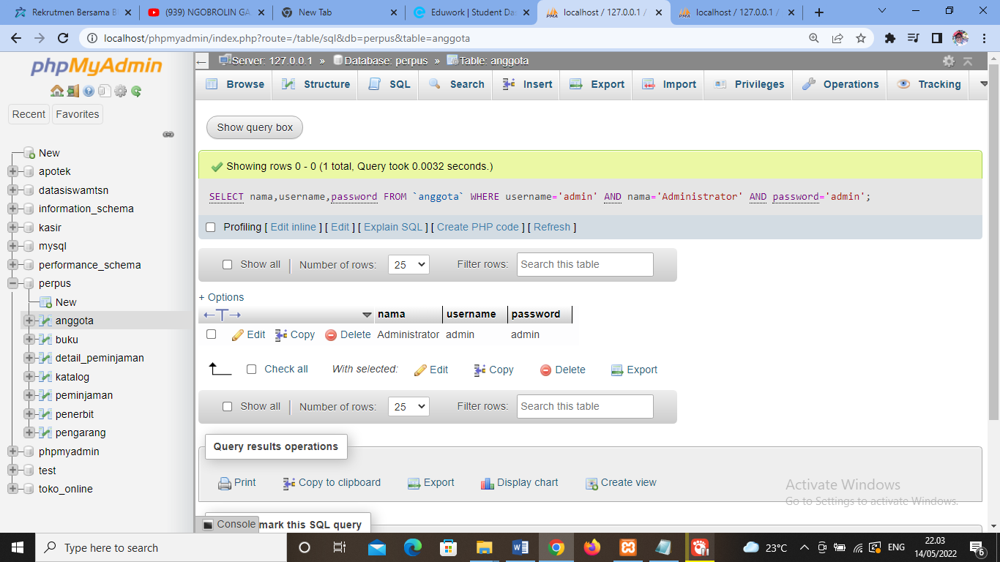 Rekrutmen Bersama B
(939) NGOBROLIN GA
New Tab
Eduwork | Student Da
localhost / 127.0.0.1 /
localhost / 127.0.0.1 /
localhost/phpmyadmin/index.php?route=/table/sql&db=perpus&table=anggota
phpMyAdmin
Recent
Favorites
New
apotek
datasiswamtsn
information_schema
kasir
mysql
performance_schema
perpus
New
anggota
buku
detail_peminjaman
katalog
peminjaman
penerbit
pengarang
phpmyadmin
test
toko_online
Server: 127.0.0.1 » Database: perpus » Table: anggota
Browse Structure SQL Search Insert Export Import Privileges Operations Tracking
Show query box
Showing rows 0 - 0 (1 total, Query took 0.0032 seconds.)
SELECT nama,username,password FROM `anggota` WHERE username='admin' AND nama='Administrator' AND password='admin';
Profiling [ Edit inline ] [ Edit ] [ Explain SQL ] [ Create PHP code ] [ Refresh ]
Show all Number of rows: 25 Filter rows: Search this table
+ Options
nama username password
Edit Copy Delete Administrator admin admin
Check all With selected: Edit Copy Delete Export
Show all Number of rows: 25 Filter rows: Search this table
Query results operations
Print Copy to clipboard Export Display chart Create view
Activate Windows
Go to Settings to activate Windows.
Console
mark this SQL query
Type here to search
23°C
ENG
22.03
14/05/2022
6